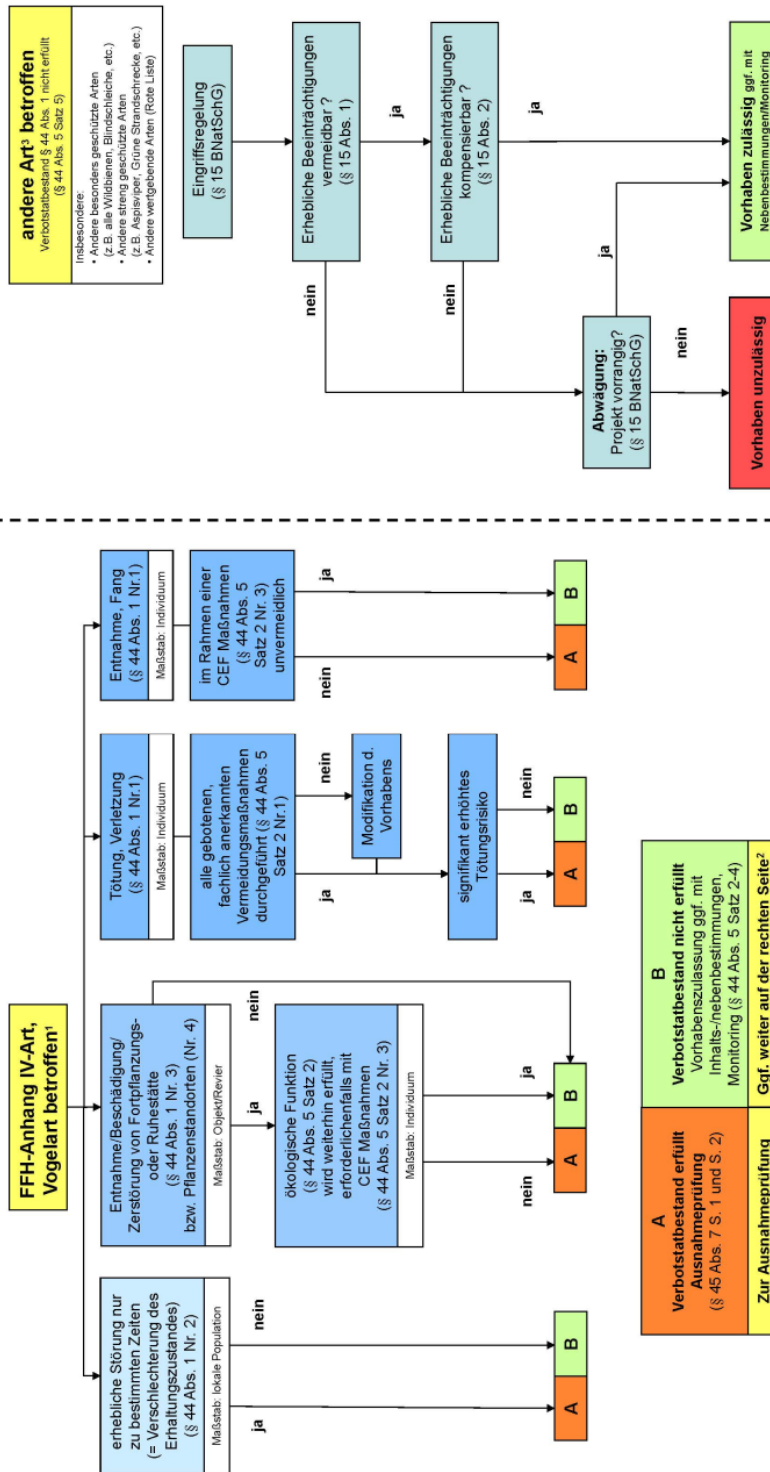 FFH-Anhang IV-Art,
Vogelart betroffen¹
erhebliche Störung nur
zu bestimmten Zeiten
(= Verschlechterung des
Erhaltungszustandes)
(§ 44 Abs. 1 Nr. 2)
Maßstab: lokale Population
ja
nein
A
B
Entnahme/Beschädigung/
Zerstörung von Fortpflanzungs-
oder Ruhestätte
(§ 44 Abs. 1 Nr. 3)
bzw. Pflanzenstandorten (Nr. 4)
Maßstab: Objekt/Revier
ja
nein
ökologische Funktion
(§ 44 Abs. 5 Satz 2)
wird weiterhin erfüllt,
erforderlichenfalls mit
CEF Maßnahmen
(§ 44 Abs. 5 Satz 2 Nr. 3)
Maßstab: Individuum
nein
ja
A
B
Tötung, Verletzung
(§ 44 Abs. 1 Nr.1)
Maßstab: Individuum
alle gebotenen,
fachlich anerkannten
Vermeidungsmaßnahmen
durchgeführt (§ 44 Abs. 5
Satz 2 Nr.1)
ja
nein
Modifikation d.
Vorhabens
signifikant erhöhtes
Tötungsrisiko
ja
nein
A
B
Entnahme, Fang
(§ 44 Abs. 1 Nr.1)
Maßstab: Individuum
im Rahmen einer
CEF Maßnahmen
(§ 44 Abs. 5
Satz 2 Nr. 3)
unvermeidlich
nein
ja
A
B
A
Verbotstatbestand erfüllt
Ausnahmeprüfung
(§ 45 Abs. 7 S. 1 und S. 2)
Zur Ausnahmeprüfung
B
Verbotstatbestand nicht erfüllt
Vorhabenszulassung ggf. mit
Inhalts-/nebenbestimmungen,
Monitoring (§ 44 Abs. 5 Satz 2-4)
Ggf. weiter auf der rechten Seite²
andere Art³ betroffen
Verbotstatbestand § 44 Abs. 1 nicht erfüllt
(§ 44 Abs. 5 Satz 5)
Insbesondere:
• Andere besonders geschützte Arten
(z.B. alle Wildbienen, Blindschleiche, etc.)
• Andere streng geschützte Arten
(z.B. Aspisviper, Grüne Strandschrecke, etc.)
• Andere wertgebende Arten (Rote Liste)
Eingriffsregelung
(§ 15 BNatSchG)
Erhebliche Beeinträchtigungen
vermeidbar ?
(§ 15 Abs. 1)
nein
ja
Erhebliche Beeinträchtigungen
kompensierbar ?
(§ 15 Abs. 2)
nein
ja
Abwägung:
Projekt vorrangig?
(§ 15 BNatSchG)
ja
nein
Vorhaben unzulässig
Vorhaben zulässig ggf. mit
Nebenbestimmungen/Monitoring